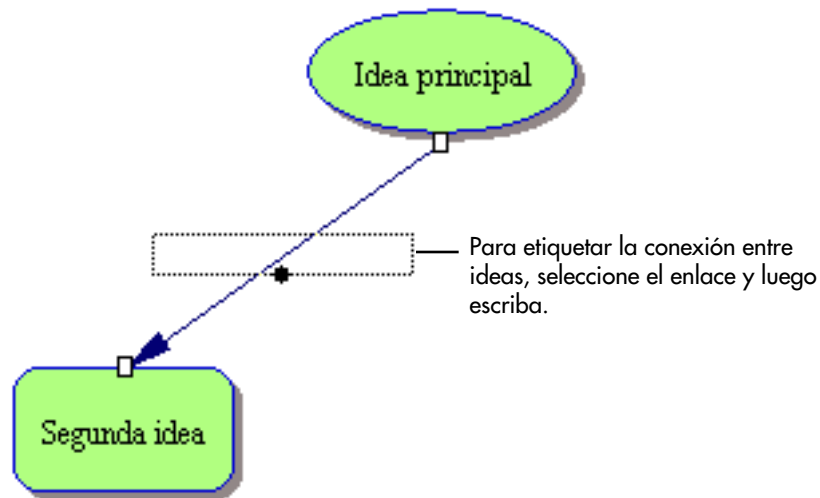 Idea principal
Para etiquetar la conexión entre
ideas, seleccione el enlace y luego
escriba.
Segunda idea